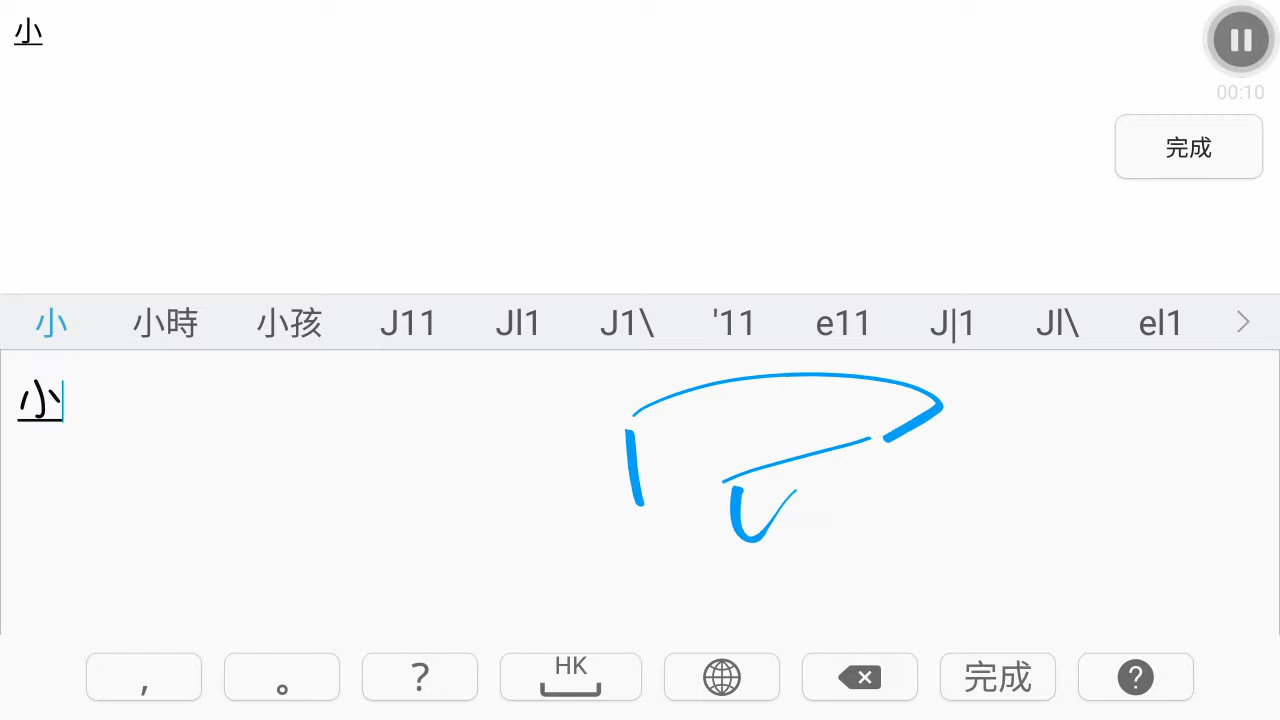 小
00:10
完成
小 小時 小孩 J11 Jl1 J1\ '11 e11 J|1 Jl\ el1
小
, 。 ? HK 完成 ?